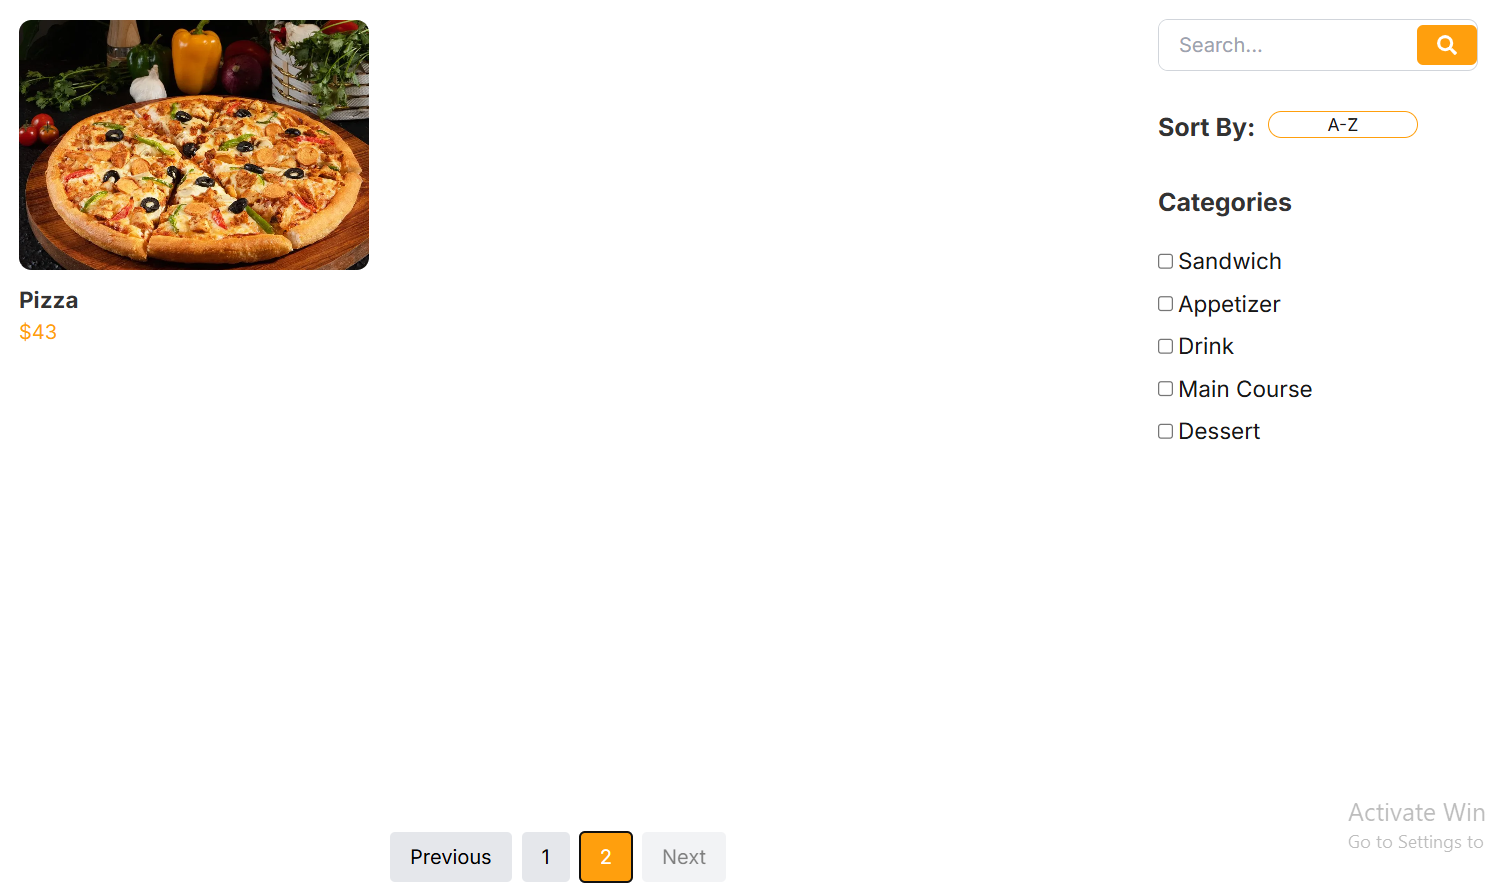 Search...
Sort By:
A-Z
Categories
Sandwich
Appetizer
Drink
Main Course
Dessert
Pizza
$43
Previous
1
2
Next
Activate Win
Go to Settings to